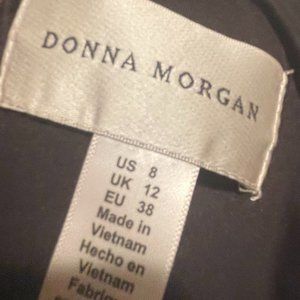 DONNA MORGAN
US 8
UK 12
EU 38
Made in
Vietnam
Hecho en
Vietnam